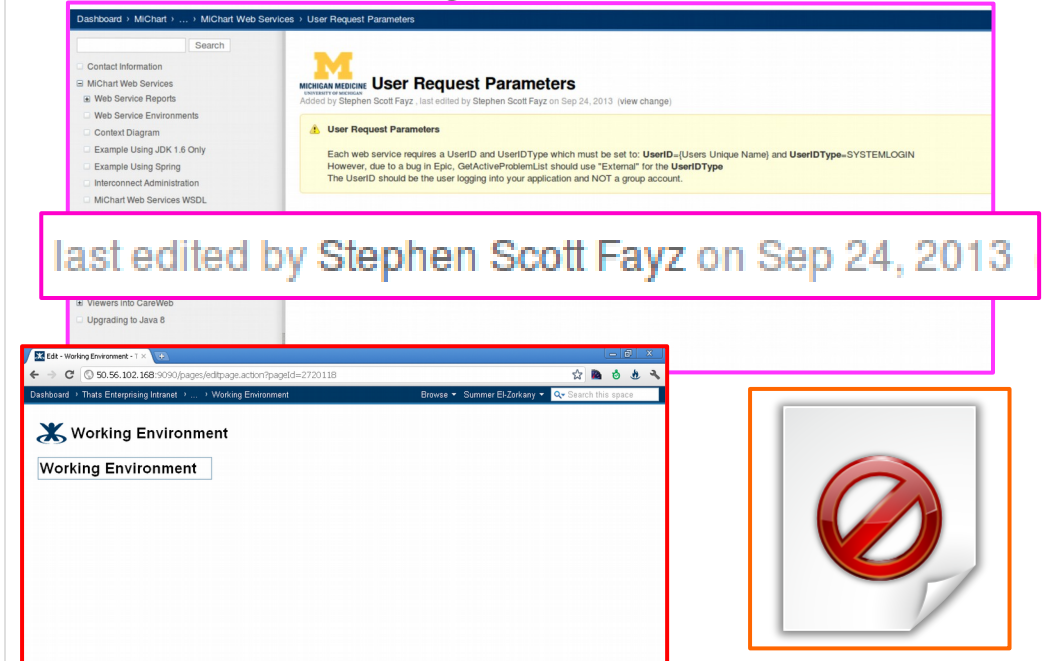 Dashboard › MiChart › ... › MiChart Web Services › User Request Parameters
Search
Contact Information
MiChart Web Services
Web Service Reports
Web Service Environments
Context Diagram
Example Using JDK 1.6 Only
Example Using Spring
Interconnect Administration
MiChart Web Services WSDL
M
MICHIGAN MEDICINE
UNIVERSITY OF MICHIGAN
User Request Parameters
Added by Stephen Scott Fayz , last edited by Stephen Scott Fayz on Sep 24, 2013 (view change)
User Request Parameters
Each web service requires a UserID and UserIDType which must be set to: UserID={Users Unique Name} and UserIDType=SYSTEMLOGIN
However, due to a bug in Epic, GetActiveProblemList should use "External" for the UserIDType
The UserID should be the user logging into your application and NOT a group account.
last edited by Stephen Scott Fayz on Sep 24, 2013
Viewers into CareWeb
Upgrading to Java 8
Edit - Working Environment - T
50.56.102.168:9090/pages/editpage.action?pageId=2720118
Dashboard › Thats Enterprising Intranet › ... › Working Environment
Browse
Summer El-Zorkany
Search this space
Working Environment
Working Environment